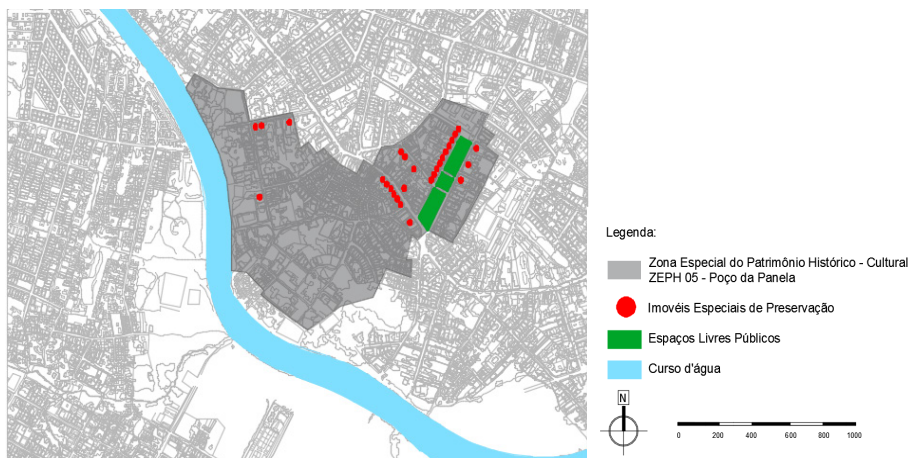 Legenda:
Zona Especial do Patrimônio Histórico - Cultural
ZEPH 05 - Poço da Panela
Imovéis Especiais de Preservação
Espaços Livres Públicos
Curso d'água
N
0 200 400 600 800 1000